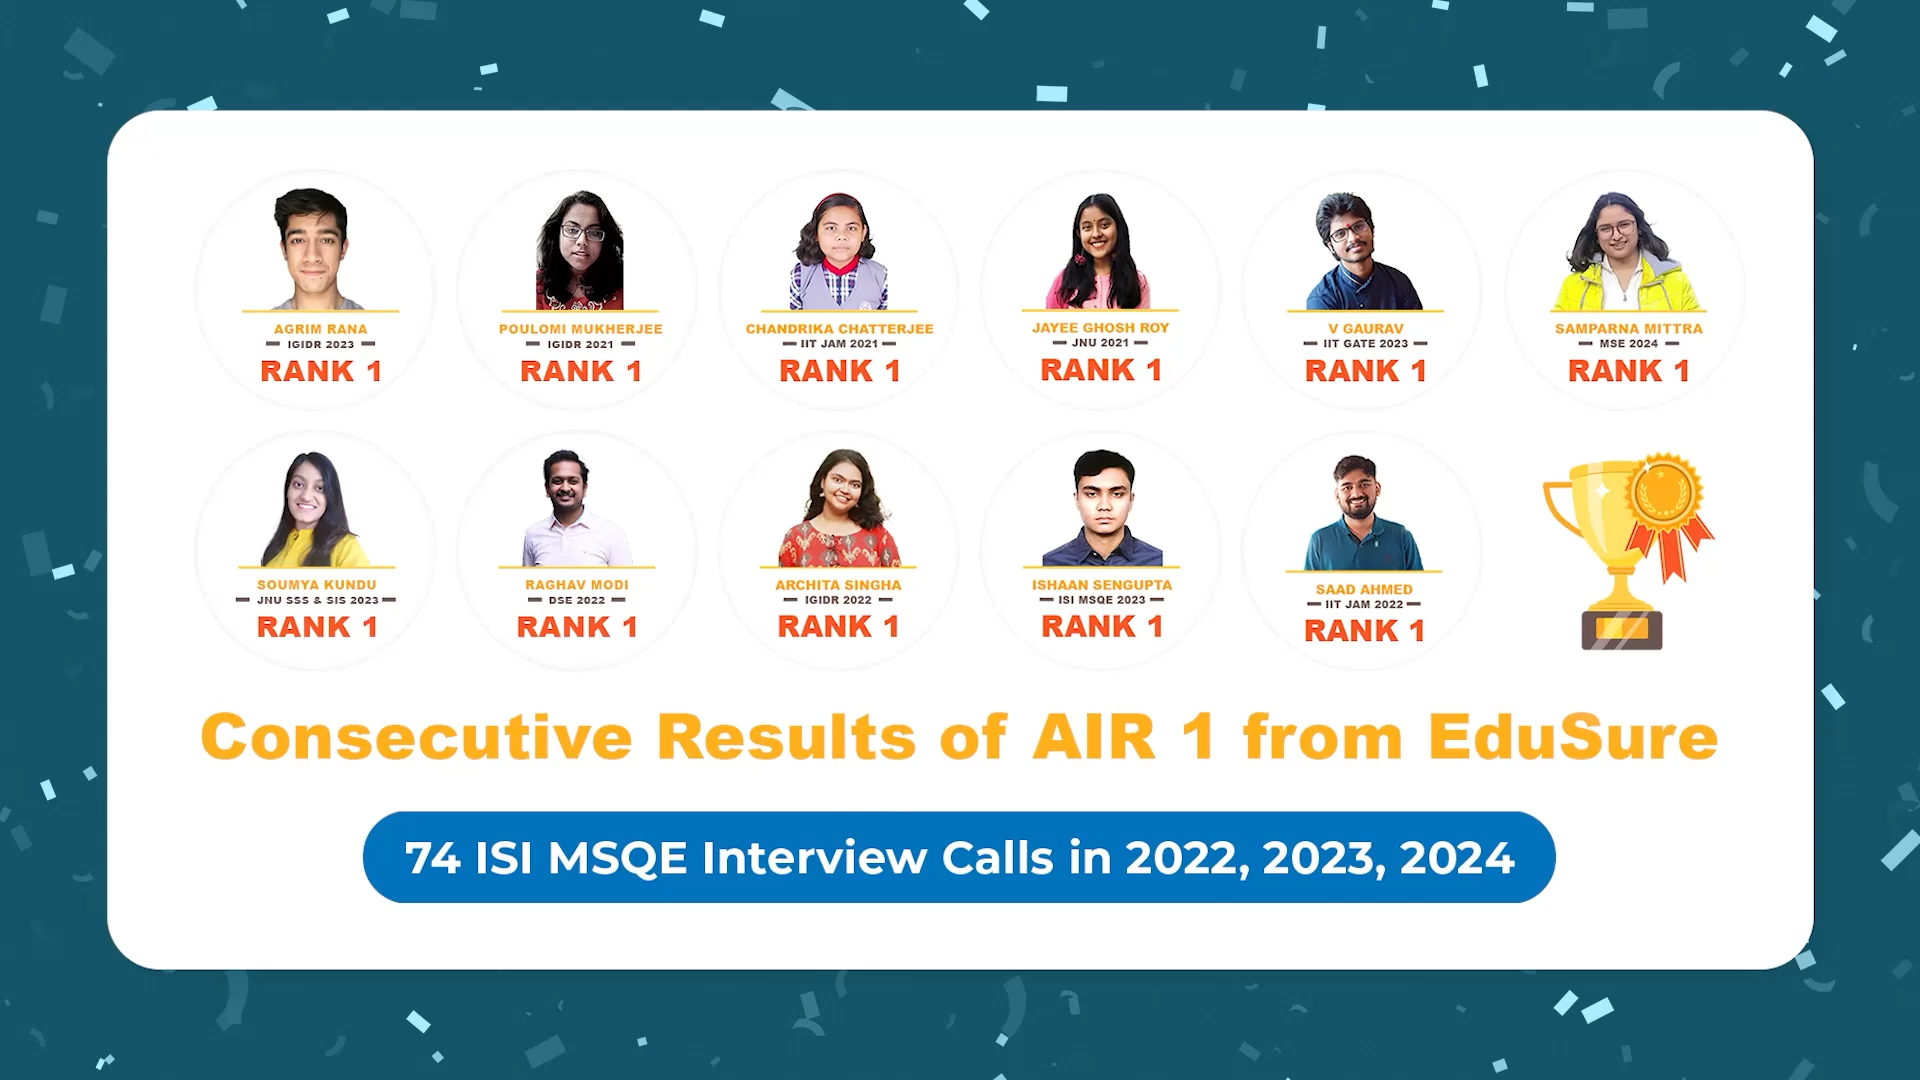 AGRIM RANA
IGIDR 2023
RANK 1
POULOMI MUKHERJEE
IGIDR 2021
RANK 1
CHANDRIKA CHATTERJEE
IIT JAM 2021
RANK 1
JAYEE GHOSH ROY
JNU 2021
RANK 1
V GAURAV
IIT GATE 2023
RANK 1
SAMPARNA MITTRA
MSE 2024
RANK 1
SOUMYA KUNDU
JNU SSS & SIS 2023
RANK 1
RAGHAV MODI
DSE 2022
RANK 1
ARCHITA SINGHA
IGIDR 2022
RANK 1
ISHAAN SENGUPTA
ISI MSQE 2023
RANK 1
SAAD AHMED
IIT JAM 2022
RANK 1
Consecutive Results of AIR 1 from EduSure
74 ISI MSQE Interview Calls in 2022, 2023, 2024